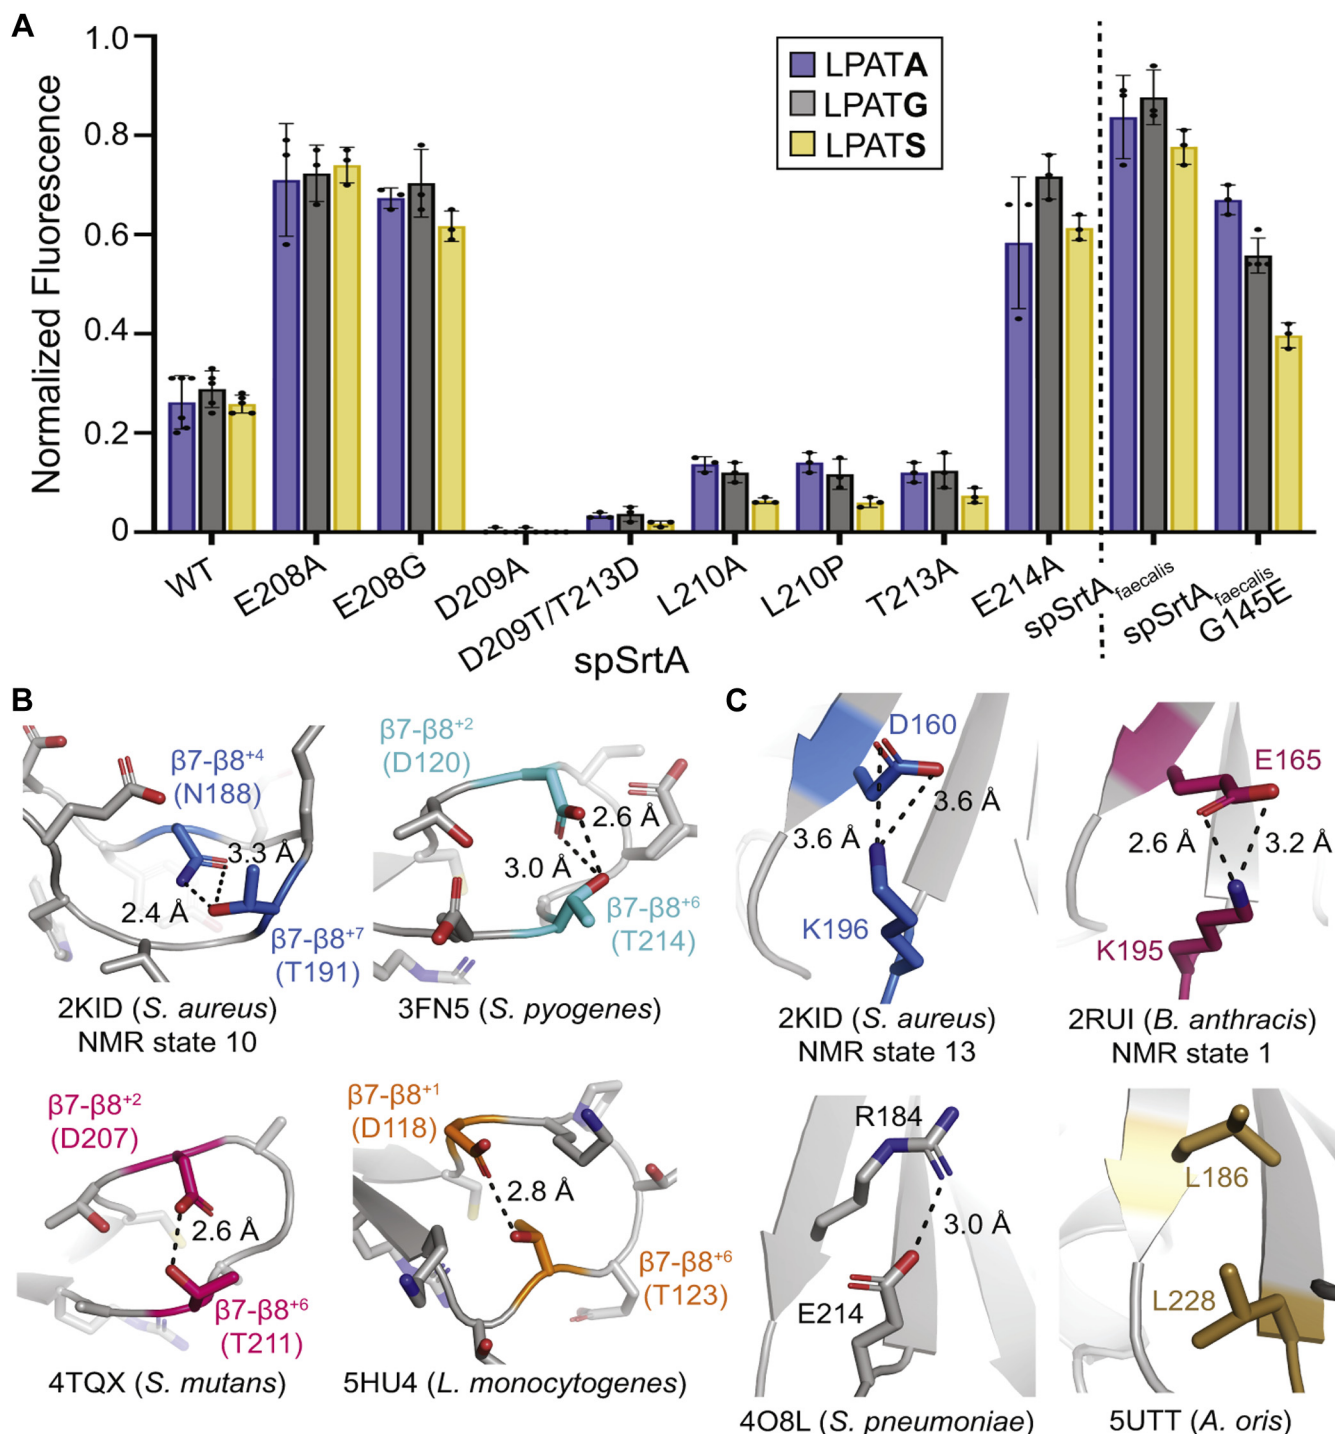 A
Normalized Fluorescence
1.0
0.8
0.6
0.4
0.2
0
LPATA
LPATG
LPATS
WT
E208A
E208G
D209A
D209T/T213D
L210A
L210P
T213A
E214A
spSrtAfaecalis
spSrtAfaecalis
G145E
spSrtA
B
β7-β8+4
(N188)
3.3 Å
2.4 Å
β7-β8+7
(T191)
2KID (S. aureus)
NMR state 10
β7-β8+2
(D120)
2.6 Å
3.0 Å
β7-β8+6
(T214)
3FN5 (S. pyogenes)
β7-β8+2
(D207)
2.6 Å
β7-β8+6
(T211)
4TQX (S. mutans)
β7-β8+1
(D118)
2.8 Å
β7-β8+6
(T123)
5HU4 (L. monocytogenes)
C
D160
3.6 Å
3.6 Å
K196
2KID (S. aureus)
NMR state 13
E165
2.6 Å
3.2 Å
K195
2RUI (B. anthracis)
NMR state 1
R184
3.0 Å
E214
4O8L (S. pneumoniae)
L186
L228
5UTT (A. oris)